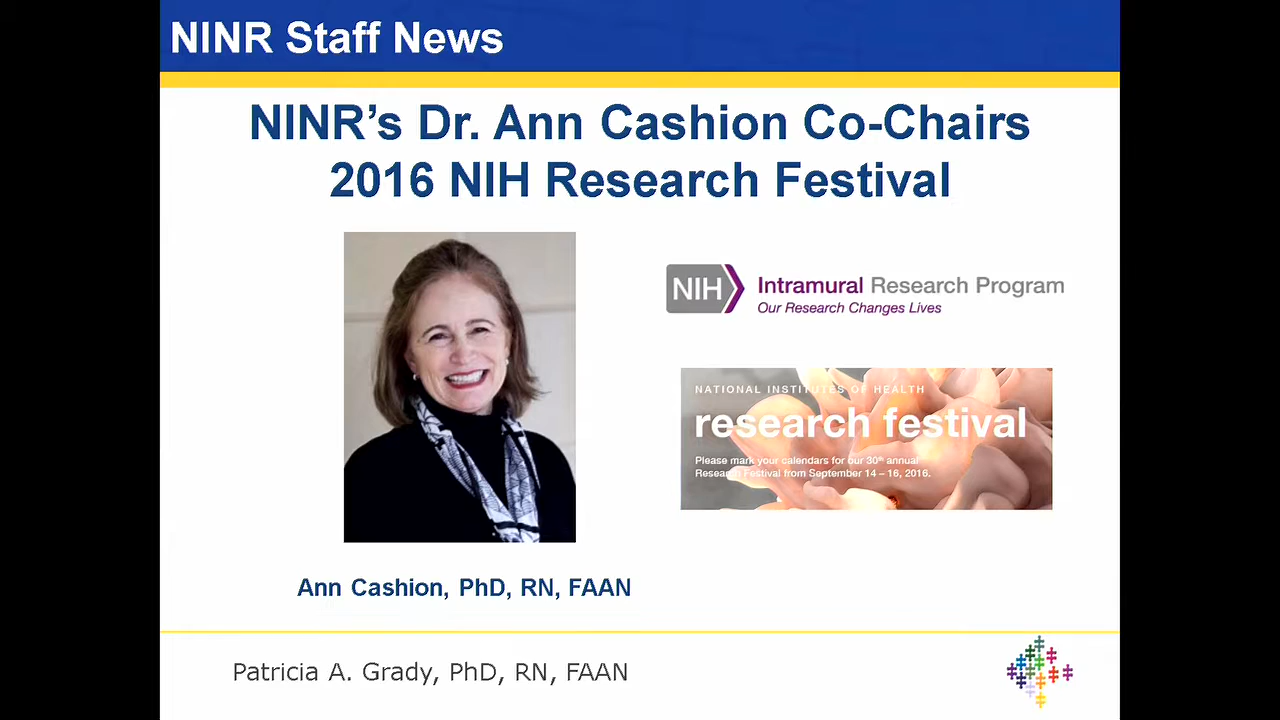 NINR Staff News
NINR’s Dr. Ann Cashion Co-Chairs
2016 NIH Research Festival
NIH
Intramural Research Program
Our Research Changes Lives
NATIONAL INSTITUTES OF HEALTH
research festival
Please mark your calendars for our 30th annual
Research Festival from September 14 – 16, 2016.
Ann Cashion, PhD, RN, FAAN
Patricia A. Grady, PhD, RN, FAAN